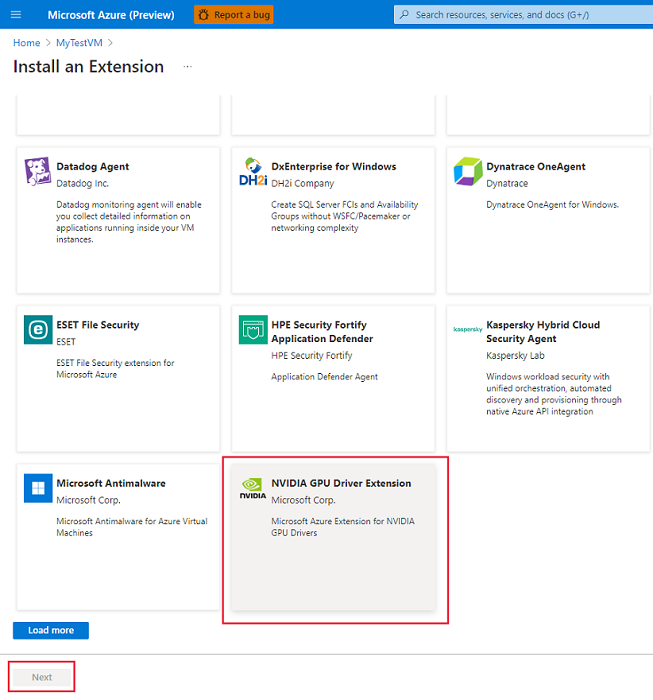 Microsoft Azure (Preview)
Report a bug
Search resources, services, and docs (G+/)
Home > MyTestVM >
Install an Extension ...
Datadog Agent
Datadog Inc.
Datadog monitoring agent will enable
you collect detailed information on
applications running inside your VM
instances.
DH2i
DxEnterprise for Windows
DH2i Company
Create SQL Server FCIs and Availability
Groups without WSFC/Pacemaker or
networking complexity
Dynatrace OneAgent
Dynatrace
Dynatrace OneAgent for Windows.
ESET File Security
ESET
ESET File Security extension for
Microsoft Azure
HPE Security Fortify
Application Defender
HPE Security Fortify
Application Defender Agent
kaspersky
Kaspersky Hybrid Cloud
Security Agent
Kaspersky Lab
Windows workload security with
unified orchestration, automated
discovery and provisioning through
native Azure API integration
Microsoft Antimalware
Microsoft Corp.
Microsoft Antimalware for Azure Virtual
Machines
NVIDIA
NVIDIA GPU Driver Extension
Microsoft Corp.
Microsoft Azure Extension for NVIDIA
GPU Drivers
Load more
Next